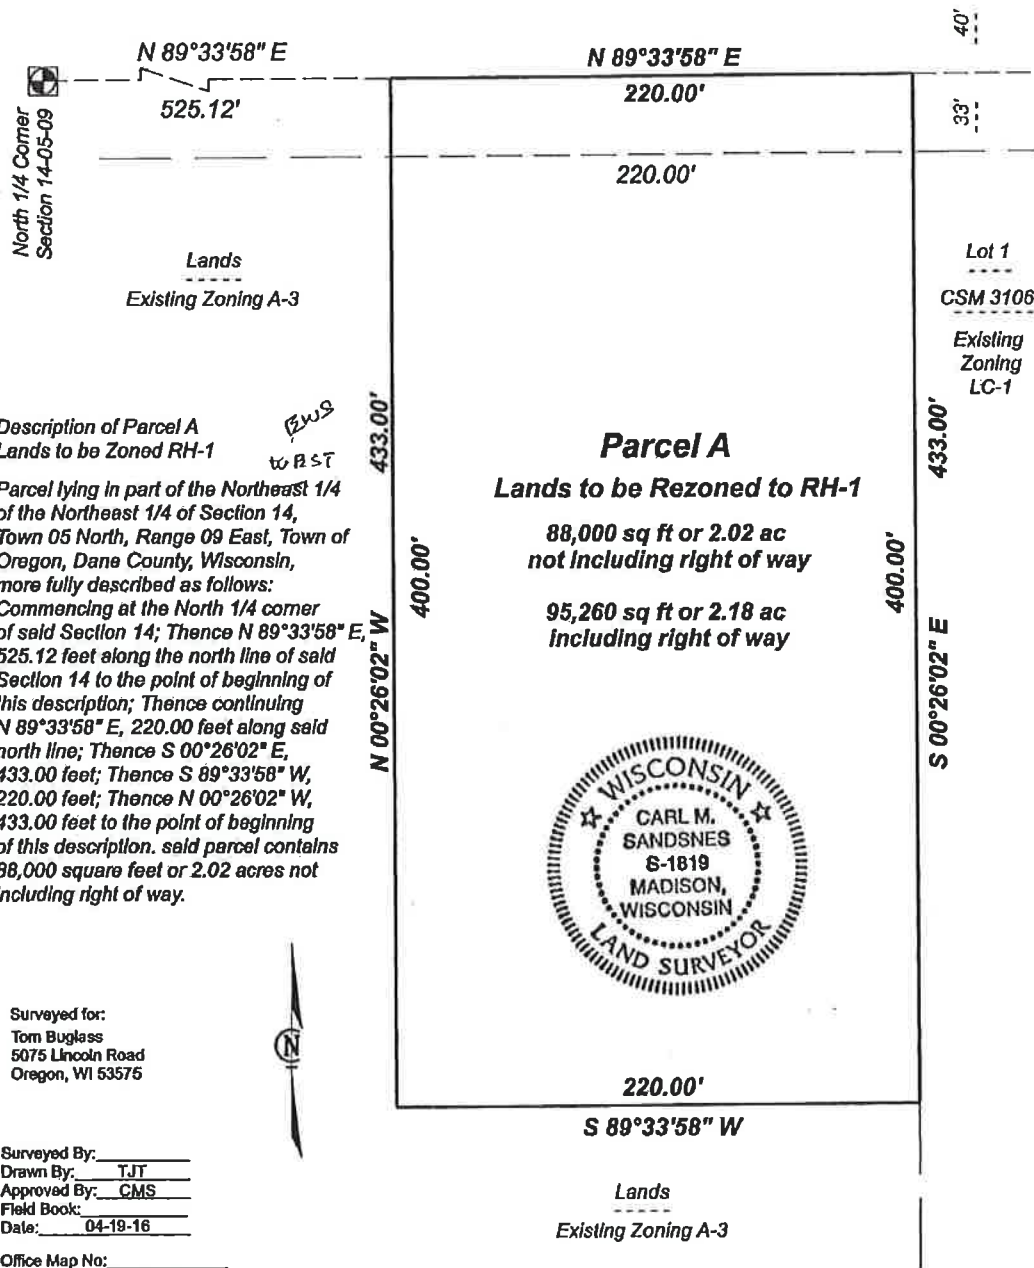 N 89°33'58" E
525.12'
North 1/4 Corner
Section 14-05-09
N 89°33'58" E
220.00'
220.00'
40'
33'
Lands
Existing Zoning A-3
Lot 1
CSM 3106
Existing
Zoning
LC-1
Description of Parcel A
Lands to be Zoned RH-1
Parcel lying in part of the Northeast 1/4
of the Northeast 1/4 of Section 14,
Town 05 North, Range 09 East, Town of
Oregon, Dane County, Wisconsin,
more fully described as follows:
Commencing at the North 1/4 corner
of said Section 14; Thence N 89°33'58" E,
525.12 feet along the north line of said
Section 14 to the point of beginning of
this description; Thence continuing
N 89°33'58" E, 220.00 feet along said
north line; Thence S 00°26'02" E,
433.00 feet; Thence S 89°33'58" W,
220.00 feet; Thence N 00°26'02" W,
433.00 feet to the point of beginning
of this description. said parcel contains
88,000 square feet or 2.02 acres not
including right of way.
433.00'
400.00'
N 00°26'02" W
Parcel A
Lands to be Rezoned to RH-1
88,000 sq ft or 2.02 ac
not including right of way
95,260 sq ft or 2.18 ac
including right of way
433.00'
400.00'
S 00°26'02" E
WISCONSIN
CARL M.
SANDSNES
S-1819
MADISON,
WISCONSIN
LAND SURVEYOR
Surveyed for:
Tom Buglass
5075 Lincoln Road
Oregon, WI 53575
N
220.00'
S 89°33'58" W
Surveyed By:
Drawn By: TJT
Approved By: CMS
Field Book:
Date: 04-19-16
Office Map No:
Lands
Existing Zoning A-3